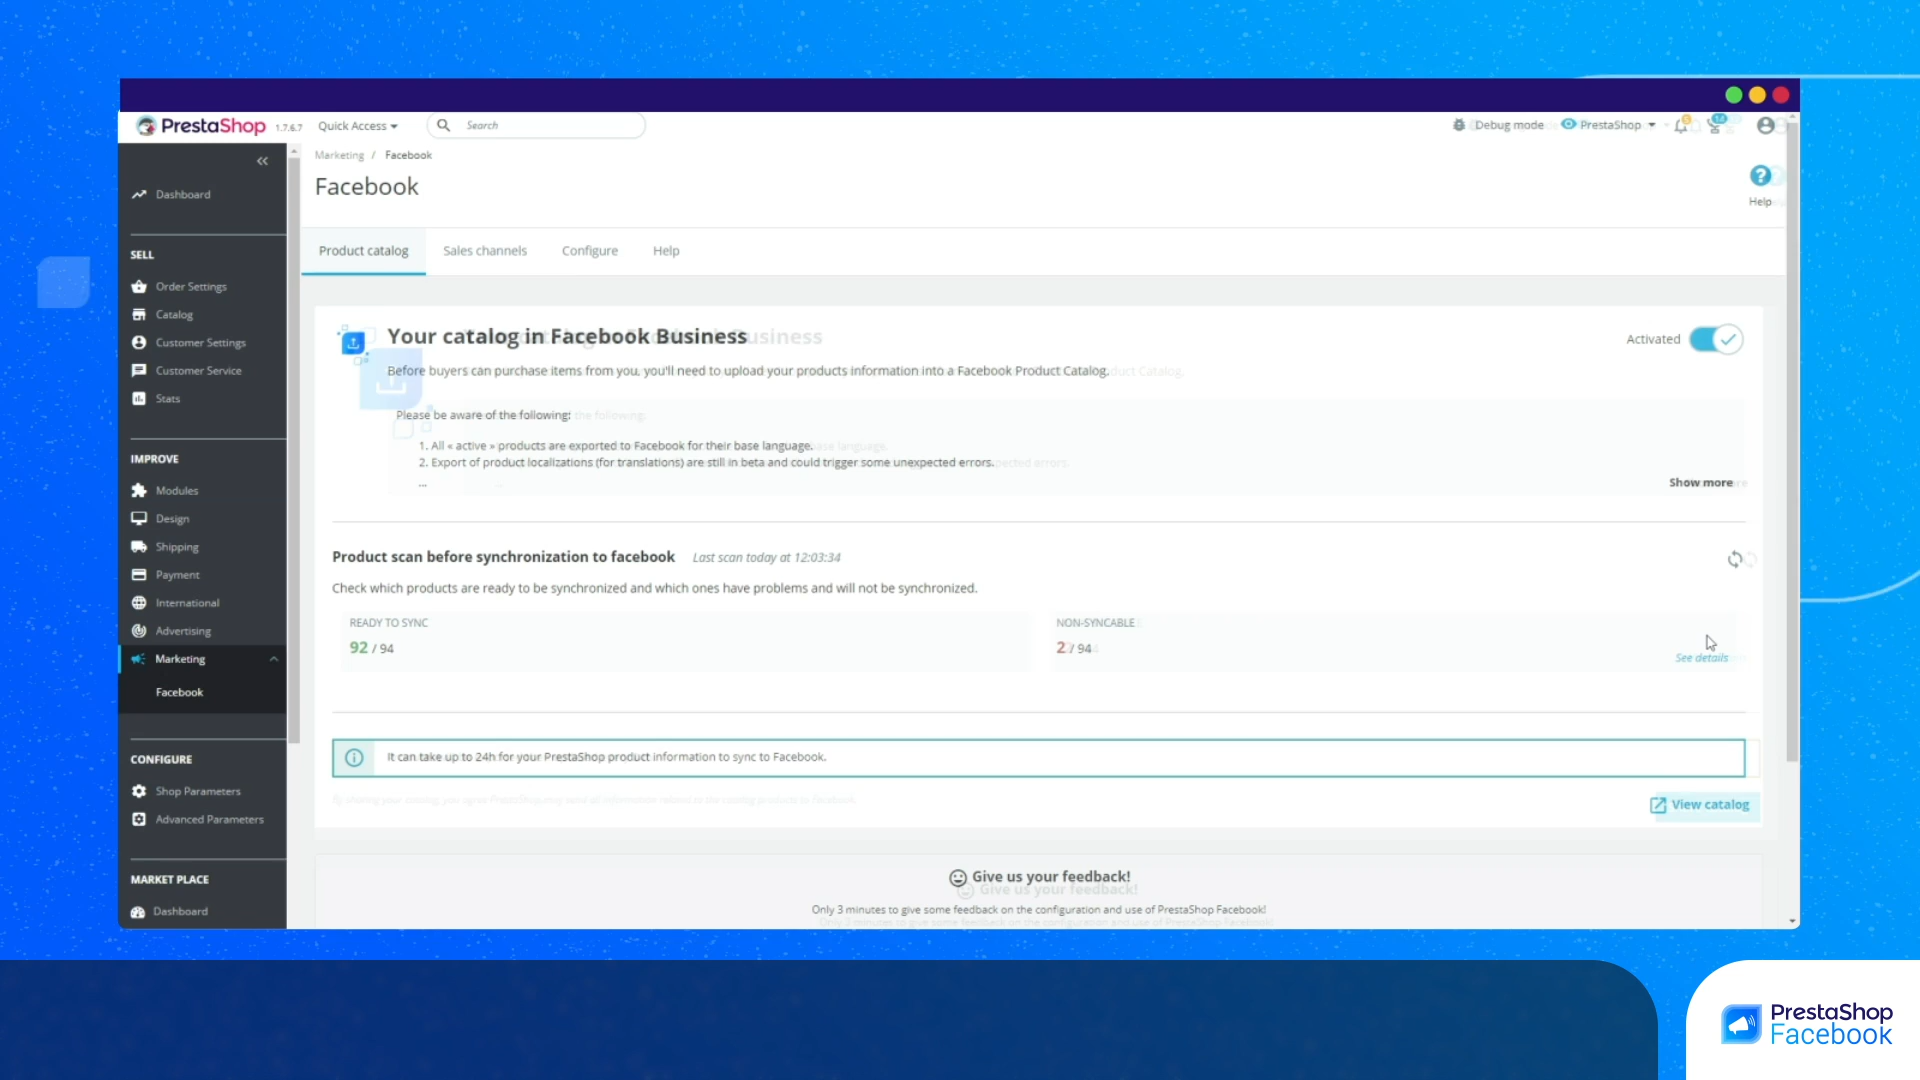 PrestaShop 1.7.6.7 Quick Access Search Debug mode PrestaShop 5 14
Marketing / Facebook
Facebook
Help
Product catalog Sales channels Configure Help
Dashboard
SELL
Order Settings
Catalog
Customer Settings
Customer Service
Stats
IMPROVE
Modules
Design
Shipping
Payment
International
Advertising
Marketing
Facebook
CONFIGURE
Shop Parameters
Advanced Parameters
MARKET PLACE
Dashboard
Your catalog in Facebook Business
Activated
Before buyers can purchase items from you, you'll need to upload your products information into a Facebook Product Catalog.
Please be aware of the following:
1. All « active » products are exported to Facebook for their base language.
2. Export of product localizations (for translations) are still in beta and could trigger some unexpected errors.
...
Show more
Product scan before synchronization to facebook Last scan today at 12:03:34
Check which products are ready to be synchronized and which ones have problems and will not be synchronized.
READY TO SYNC
92 / 94
NON-SYNCABLE
2 / 94
See details
It can take up to 24h for your PrestaShop product information to sync to Facebook.
View catalog
Give us your feedback!
Only 3 minutes to give some feedback on the configuration and use of PrestaShop Facebook!
PrestaShop
Facebook